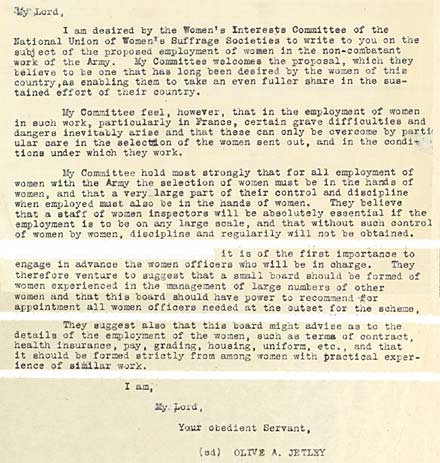 My Lord,
I am desired by the Women's Interests Committee of the
National Union of Women's Suffrage Societies to write to you on the
subject of the proposed employment of women in the non-combatant
work of the Army. My Committee welcomes the proposal, which they
believe to be one that has long been desired by the women of this
country, as enabling them to take an even fuller share in the sus-
tained effort of their country.
My Committee feel, however, that in the employment of women
in such work, particularly in France, certain grave difficulties and
dangers inevitably arise and that these can only be overcome by partic
ular care in the selection of the women sent out, and in the condi-
tions under which they work.
My Committee hold most strongly that for all employment of
women with the Army the selection of women must be in the hands of
women, and that a very large part of their control and discipline
when employed must also be in the hands of women. They believe
that a staff of women inspectors will be absolutely essential if the
employment is to be on any large scale, and that without such control
of women by women, discipline and regularily will not be obtained.
it is of the first importance to
engage in advance the women officers who will be in charge. They
therefore venture to suggest that a small board should be formed of
women experienced in the management of large numbers of other
women and that this board should have power to recommend for
appointment all women officers needed at the outset for the scheme,
They suggest also that this board might advise as to the
details of the employment of the women, such as terms of contract,
health insurance, pay, grading, housing, uniform, etc., and that
it should be formed strictly from among women with practical exper-
ience of similar work.
I am,
My Lord,
Your obedient Servant,
(sd) OLIVE A. JETLEY